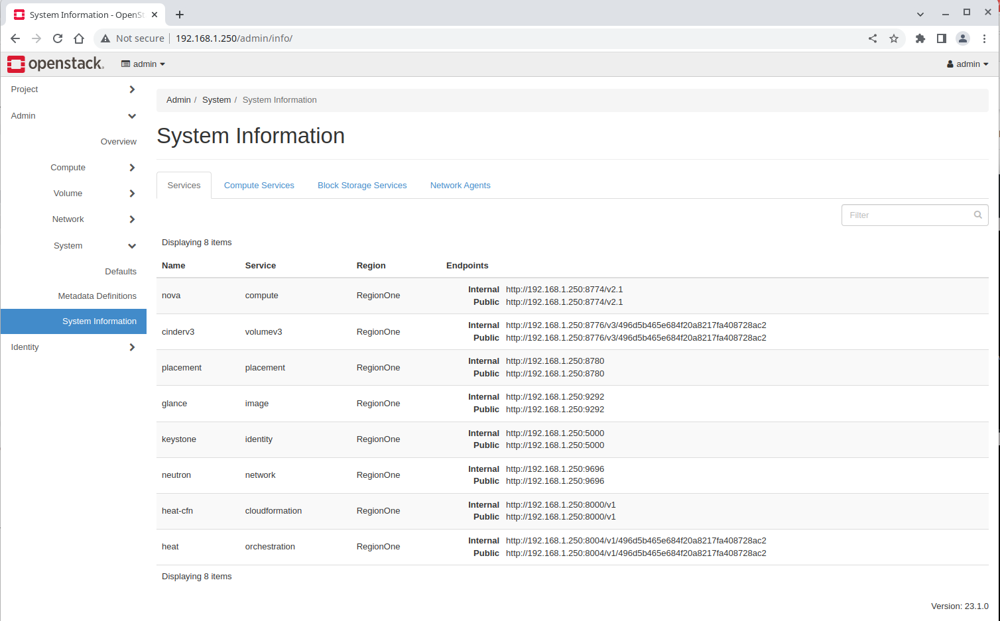 System Information - OpenSt
Not secure 192.168.1.250/admin/info/
openstack. admin admin
Project
Admin
Overview
Compute
Volume
Network
System
Defaults
Metadata Definitions
System Information
Identity
Admin / System / System Information
System Information
Services Compute Services Block Storage Services Network Agents
Filter
Displaying 8 items
Name Service Region Endpoints
nova compute RegionOne Internal http://192.168.1.250:8774/v2.1
Public http://192.168.1.250:8774/v2.1
cinderv3 volumev3 RegionOne Internal http://192.168.1.250:8776/v3/496d5b465e684f20a8217fa408728ac2
Public http://192.168.1.250:8776/v3/496d5b465e684f20a8217fa408728ac2
placement placement RegionOne Internal http://192.168.1.250:8780
Public http://192.168.1.250:8780
glance image RegionOne Internal http://192.168.1.250:9292
Public http://192.168.1.250:9292
keystone identity RegionOne Internal http://192.168.1.250:5000
Public http://192.168.1.250:5000
neutron network RegionOne Internal http://192.168.1.250:9696
Public http://192.168.1.250:9696
heat-cfn cloudformation RegionOne Internal http://192.168.1.250:8000/v1
Public http://192.168.1.250:8000/v1
heat orchestration RegionOne Internal http://192.168.1.250:8004/v1/496d5b465e684f20a8217fa408728ac2
Public http://192.168.1.250:8004/v1/496d5b465e684f20a8217fa408728ac2
Displaying 8 items
Version: 23.1.0